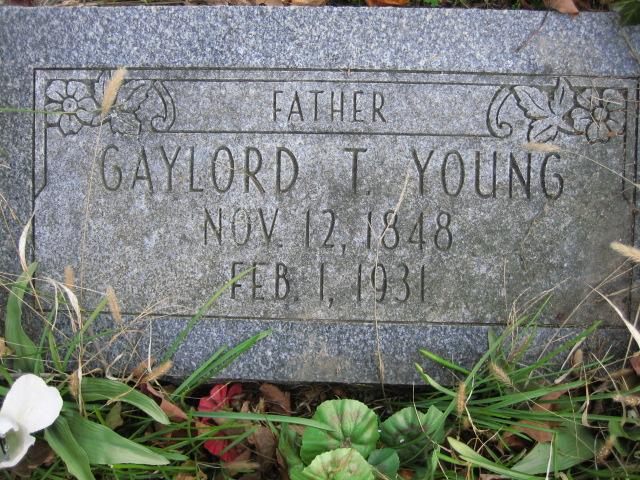 FATHER
GAYLORD T. YOUNG
NOV. 12, 1848
FEB. 1, 1931